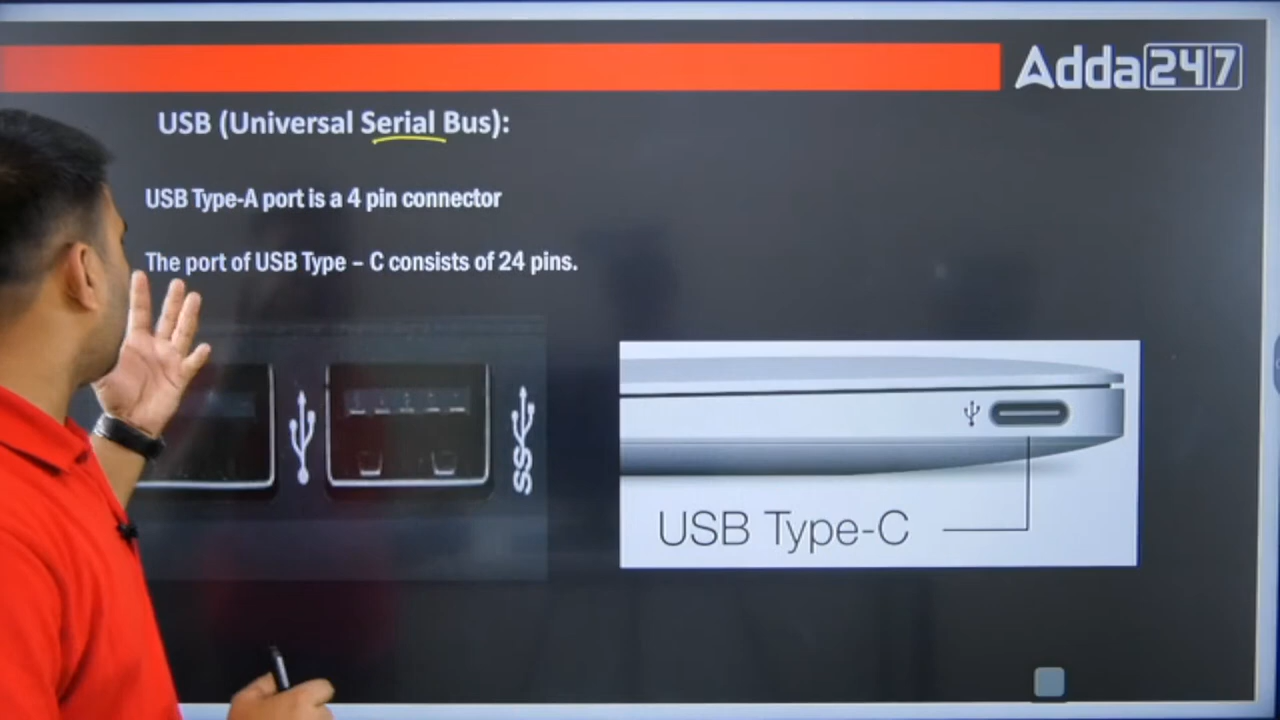 Adda247
USB (Universal Serial Bus):
USB Type-A port is a 4 pin connector
The port of USB Type – C consists of 24 pins.
SS
USB Type-C